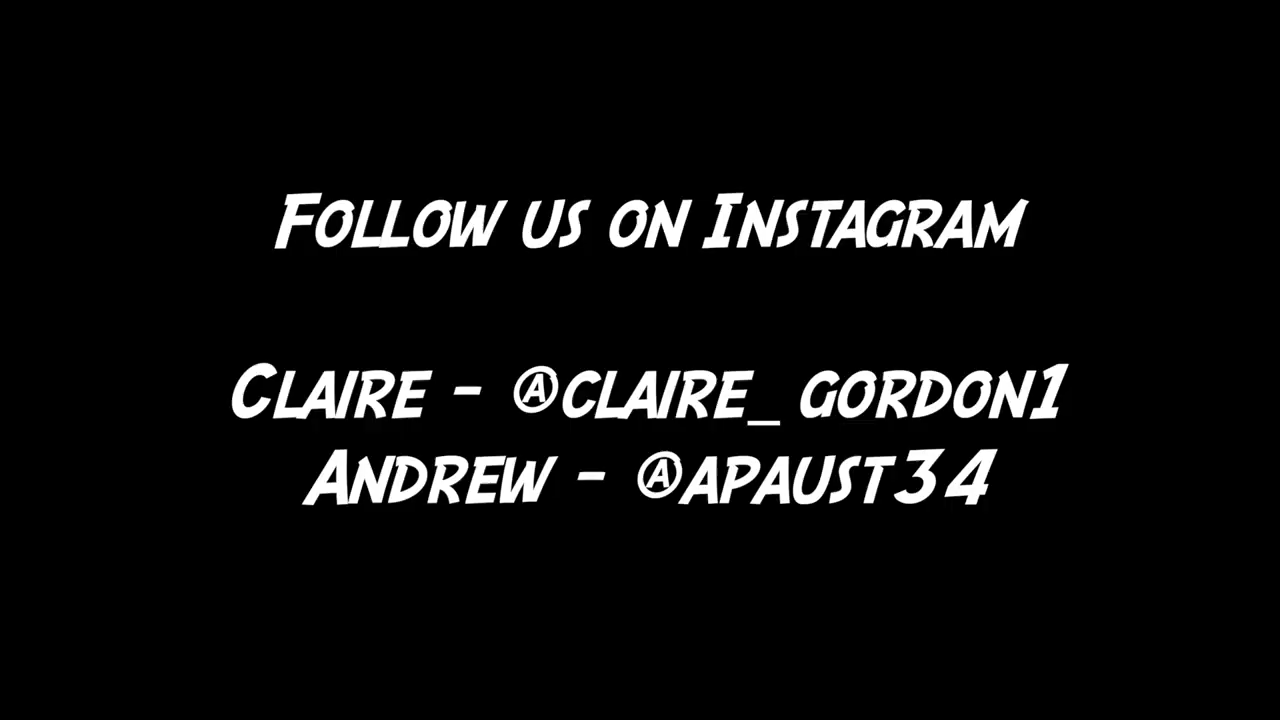 Follow us on Instagram
Claire - @claire_gordon1
Andrew - @apaust34